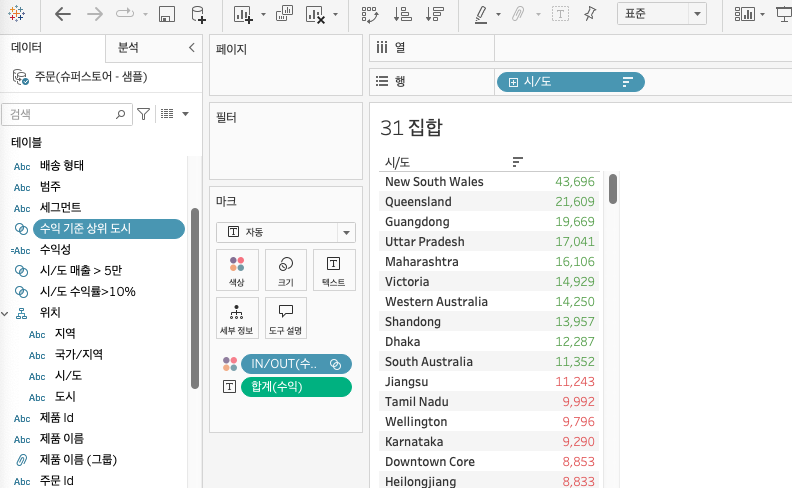 표준
데이터
분석
주문(슈퍼스토어 - 샘플)
검색
테이블
Abc 배송 형태
Abc 범주
Abc 세그먼트
수익 기준 상위 도시
=Abc 수익성
시/도 매출 > 5만
시/도 수익률>10%
위치
Abc 지역
Abc 국가/지역
Abc 시/도
Abc 도시
Abc 제품 Id
Abc 제품 이름
제품 이름 (그룹)
Abc 주문 Id
페이지
필터
마크
T 자동
색상
크기
T 텍스트
세부 정보
도구 설명
IN/OUT(수..
T 합계(수익)
열
행
시/도
31 집합
시/도
New South Wales 43,696
Queensland 21,609
Guangdong 19,669
Uttar Pradesh 17,041
Maharashtra 16,106
Victoria 14,929
Western Australia 14,250
Shandong 13,957
Dhaka 12,287
South Australia 11,352
Jiangsu 11,243
Tamil Nadu 9,992
Wellington 9,796
Karnataka 9,290
Downtown Core 8,853
Heilongjiang 8,833